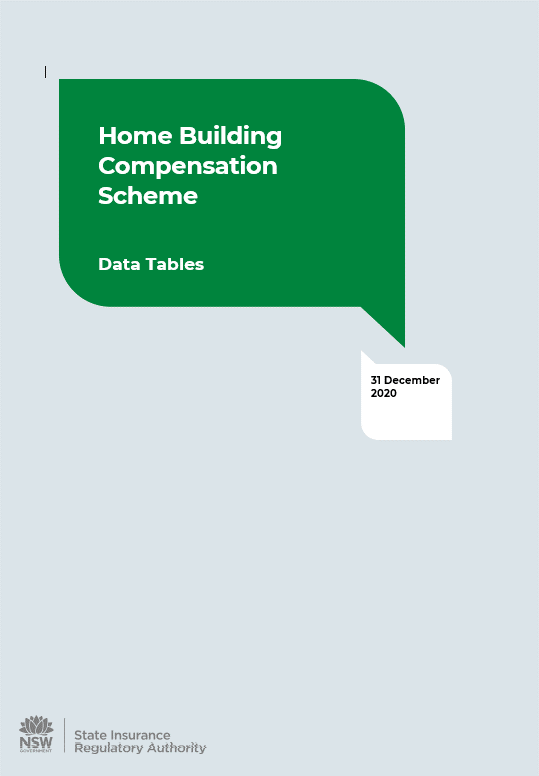 Home Building
Compensation
Scheme
Data Tables
31 December
2020
NSW
GOVERNMENT
State Insurance
Regulatory Authority